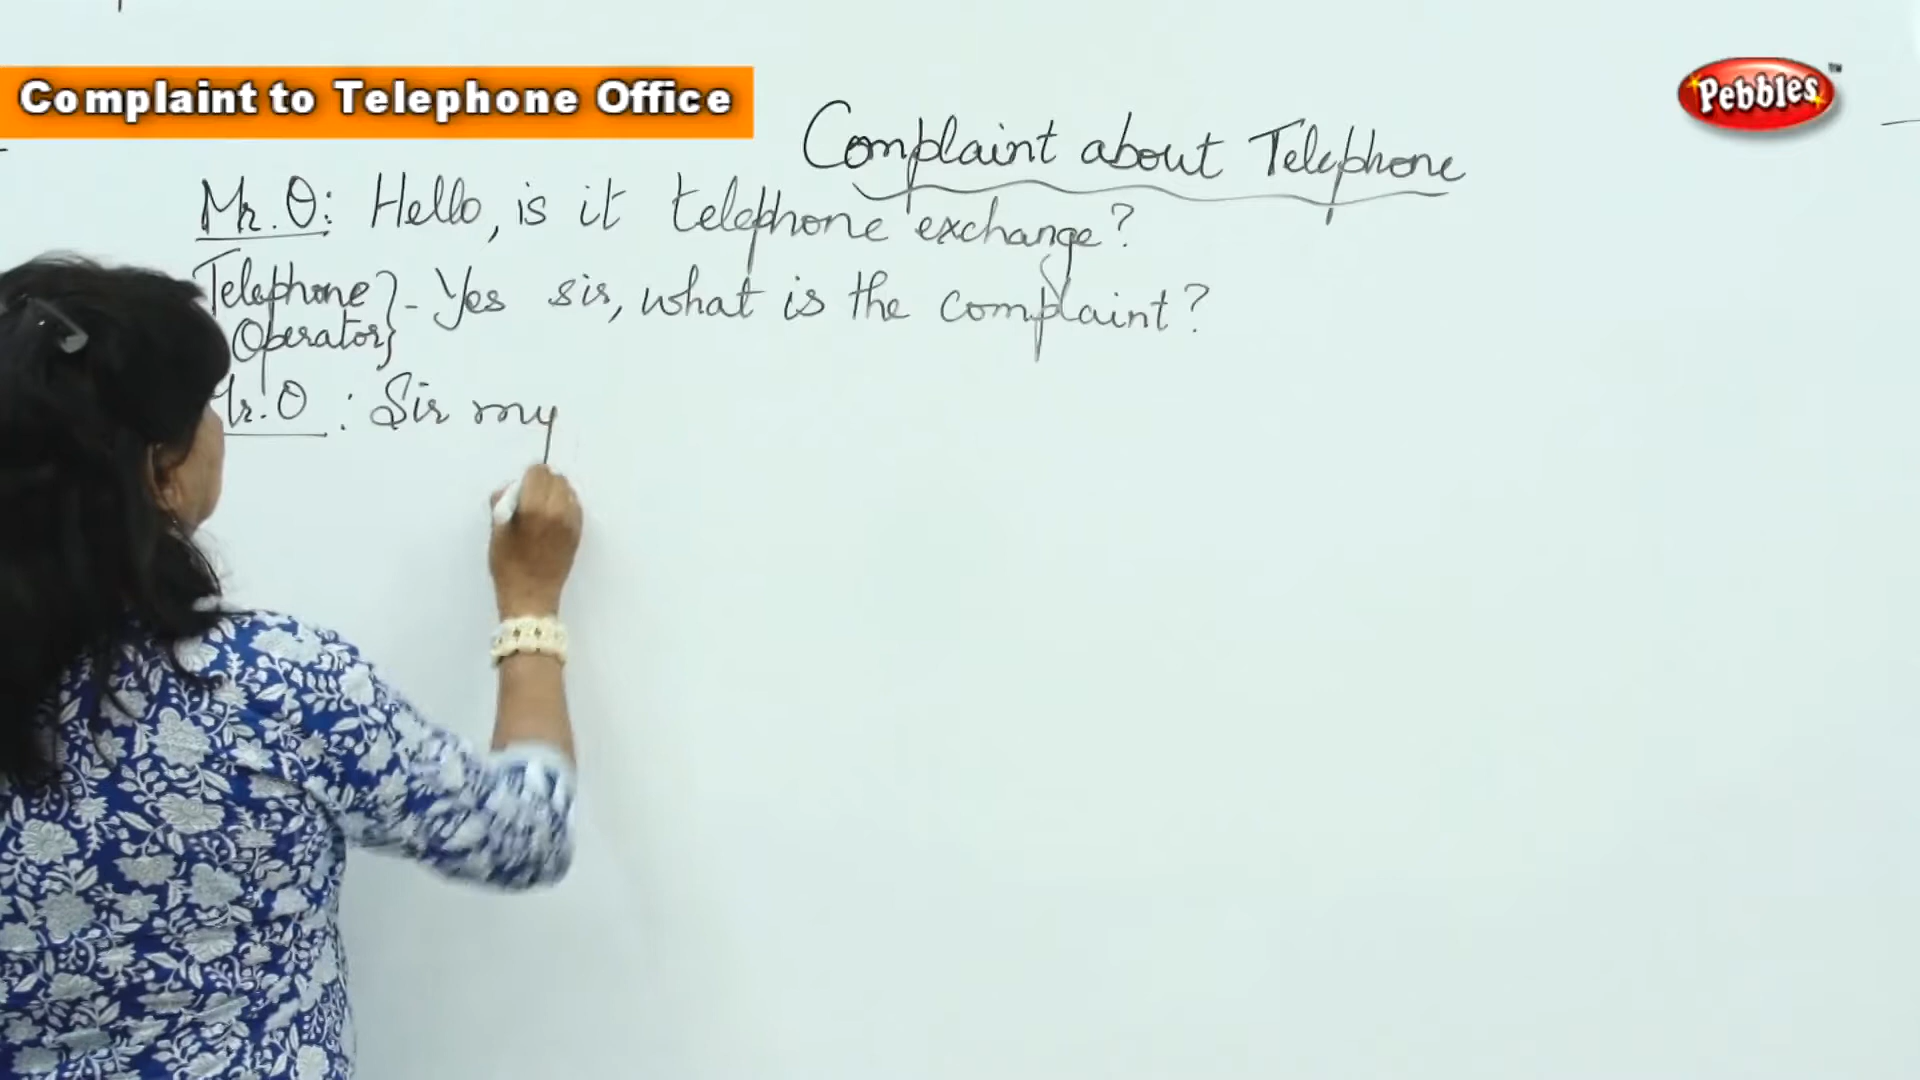 Complaint to Telephone Office
Pebbles TM
Complaint about Telephone
Mr. O: Hello, is it telephone exchange?
Telephone Operator} - Yes sir, what is the complaint?
Mr. O : Sir my